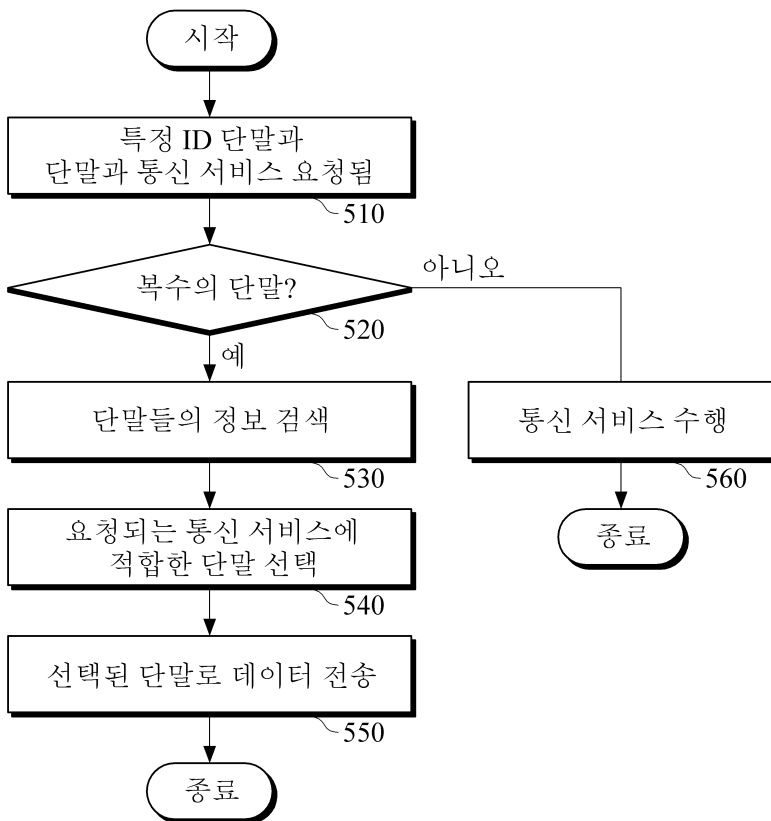 시작
특정 ID 단말과
단말과 통신 서비스 요청됨
510
복수의 단말?
아니오
520
예
단말들의 정보 검색
530
통신 서비스 수행
560
요청되는 통신 서비스에
적합한 단말 선택
540
종료
선택된 단말로 데이터 전송
550
종료